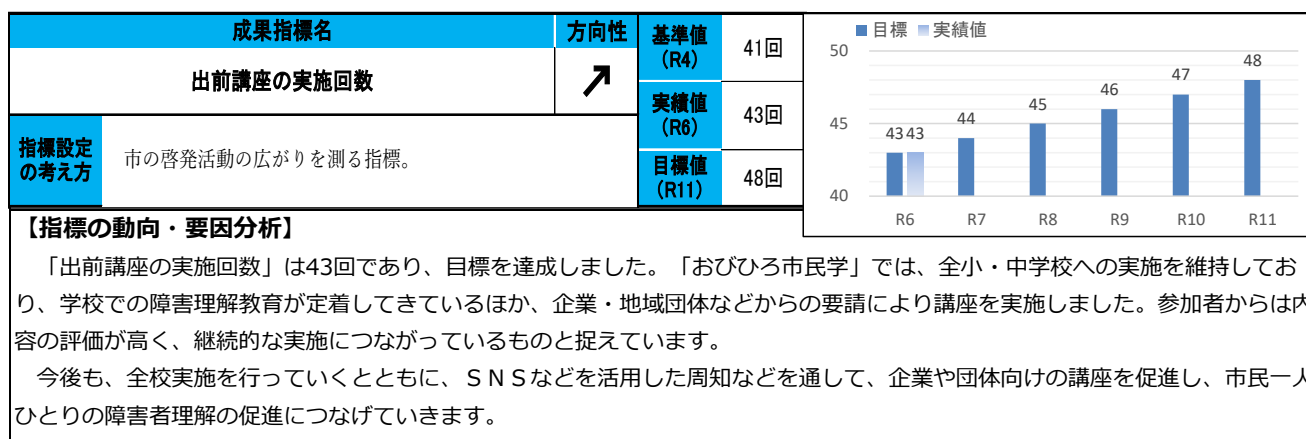 成果指標名
方向性
出前講座の実施回数
↗
指標設定
の考え方
市の啓発活動の広がりを測る指標。
基準値
(R4)
41回
実績値
(R6)
43回
目標値
(R11)
48回
目標 実績値
50
45
40
43 43
44
45
46
47
48
R6 R7 R8 R9 R10 R11
【指標の動向・要因分析】
「出前講座の実施回数」は43回であり、目標を達成しました。「おびひろ市民学」では、全小・中学校への実施を維持してお
り、学校での障害理解教育が定着してきているほか、企業・地域団体などからの要請により講座を実施しました。参加者からは内
容の評価が高く、継続的な実施につながっているものと捉えています。
今後も、全校実施を行っていくとともに、ＳＮＳなどを活用した周知などを通して、企業や団体向けの講座を促進し、市民一人
ひとりの障害者理解の促進につなげていきます。